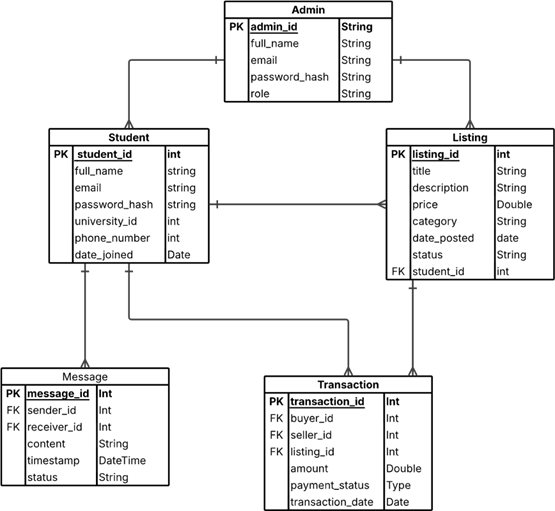 Admin
PK admin_id String
full_name String
email String
password_hash String
role String
Student
PK student_id int
full_name string
email string
password_hash string
university_id int
phone_number int
date_joined Date
Listing
PK listing_id int
title String
description String
price Double
category String
date_posted date
status String
FK student_id int
Message
PK message_id Int
FK sender_id Int
FK receiver_id Int
content String
timestamp DateTime
status String
Transaction
PK transaction_id Int
FK buyer_id Int
FK seller_id Int
FK listing_id Int
amount Double
payment_status Type
transaction_date Date